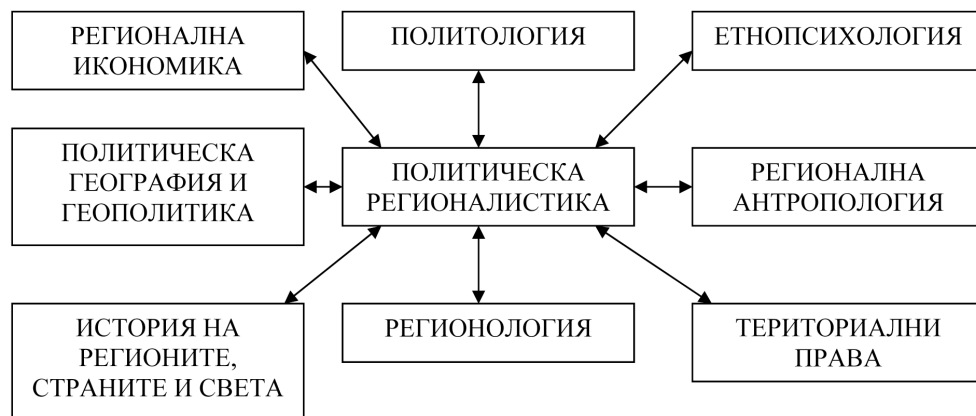 РЕГИОНАЛНА
ИКОНОМИКА
ПОЛИТОЛОГИЯ
ЕТНОПСИХОЛОГИЯ
ПОЛИТИЧЕСКА
ГЕОГРАФИЯ И
ГЕОПОЛИТИКА
ПОЛИТИЧЕСКА
РЕГИОНАЛИСТИКА
РЕГИОНАЛНА
АНТРОПОЛОГИЯ
ИСТОРИЯ НА
РЕГИОНИТЕ,
СТРАНИТЕ И СВЕТА
РЕГИОНОЛОГИЯ
ТЕРИТОРИАЛНИ
ПРАВА